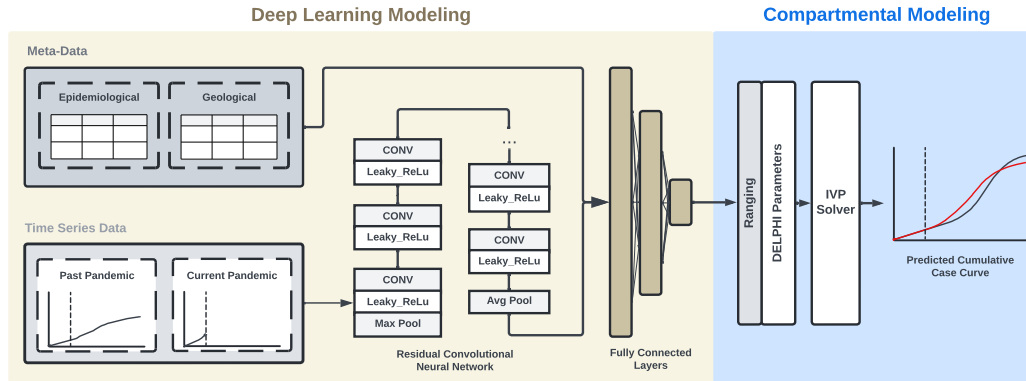 Deep Learning Modeling
Compartmental Modeling
Meta-Data
Epidemiological
Geological
Time Series Data
Past Pandemic
Current Pandemic
CONV
Leaky_ReLu
CONV
Leaky_ReLu
CONV
Leaky_ReLu
Max Pool
...
CONV
Leaky_ReLu
CONV
Leaky_ReLu
Avg Pool
Residual Convolutional
Neural Network
Fully Connected
Layers
Ranging
DELPHI Parameters
IVP
Solver
Predicted Cumulative
Case Curve